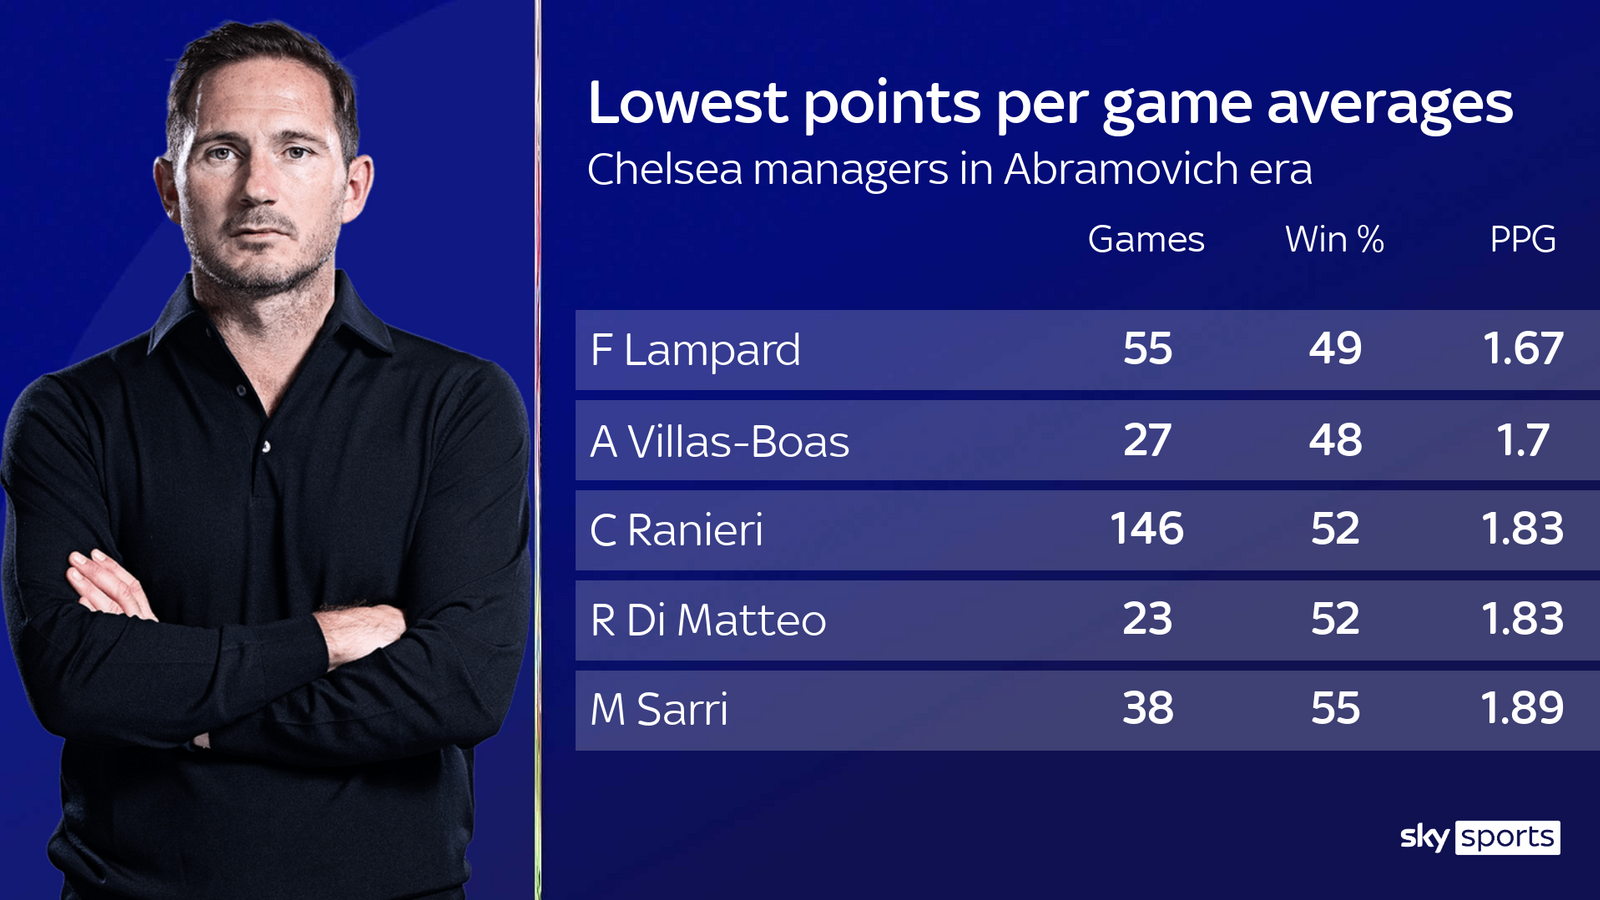 Lowest points per game averages
Chelsea managers in Abramovich era
Games Win % PPG
F Lampard 55 49 1.67
A Villas-Boas 27 48 1.7
C Ranieri 146 52 1.83
R Di Matteo 23 52 1.83
M Sarri 38 55 1.89
sky sports